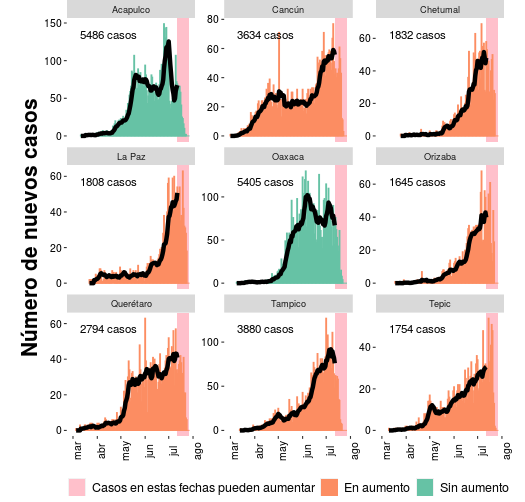 Número de nuevos casos
Acapulco Cancún Chetumal
150
100
50
0
5486 casos
80
60
40
20
0
3634 casos
60
40
20
0
1832 casos
La Paz Oaxaca Orizaba
60
40
20
0
1808 casos
100
50
0
5405 casos
60
40
20
0
1645 casos
Querétaro Tampico Tepic
60
40
20
0
2794 casos
100
50
0
3880 casos
40
20
0
1754 casos
mar abr may jun jul ago
mar abr may jun jul ago
mar abr may jun jul ago
Casos en estas fechas pueden aumentar En aumento Sin aumento